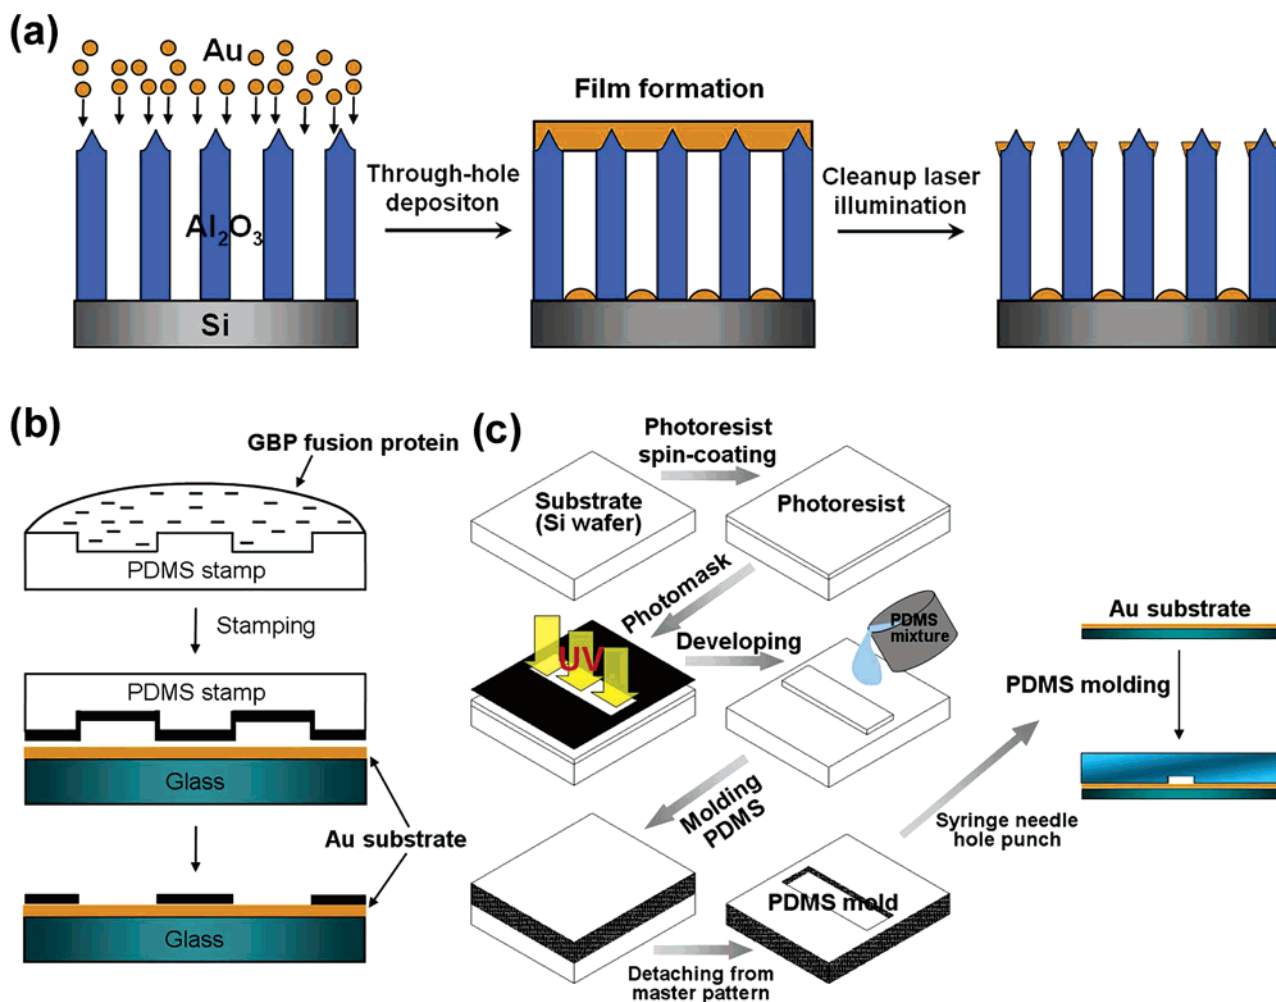 (a)
Au
Al2O3
Si
Through-hole
depositon
Film formation
Cleanup laser
illumination
(b)
GBP fusion protein
PDMS stamp
Stamping
PDMS stamp
Glass
Au substrate
Glass
(c)
Photoresist
spin-coating
Substrate
(Si wafer)
Photoresist
Photomask
UV
Developing
PDMS
mixture
Molding
PDMS
PDMS mold
Detaching from
master pattern
Syringe needle
hole punch
Au substrate
PDMS molding